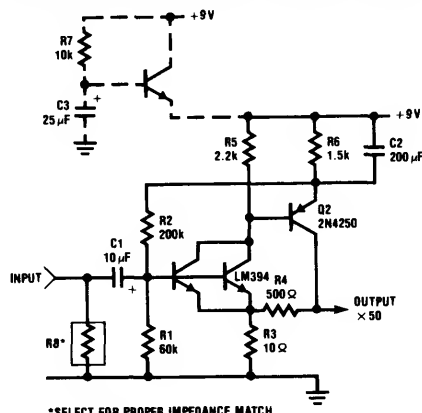 +9V
R7
10k
+
C3
25 µF
+9V
R5
2.2k
R6
1.5k
C2
200 µF
R2
200k
Q2
2N4250
C1
10 µF
INPUT
+
LM394
R4
500 Ω
OUTPUT
×50
R8*
R1
60k
R3
10 Ω
*SELECT FOR PROPER IMPEDANCE MATCH